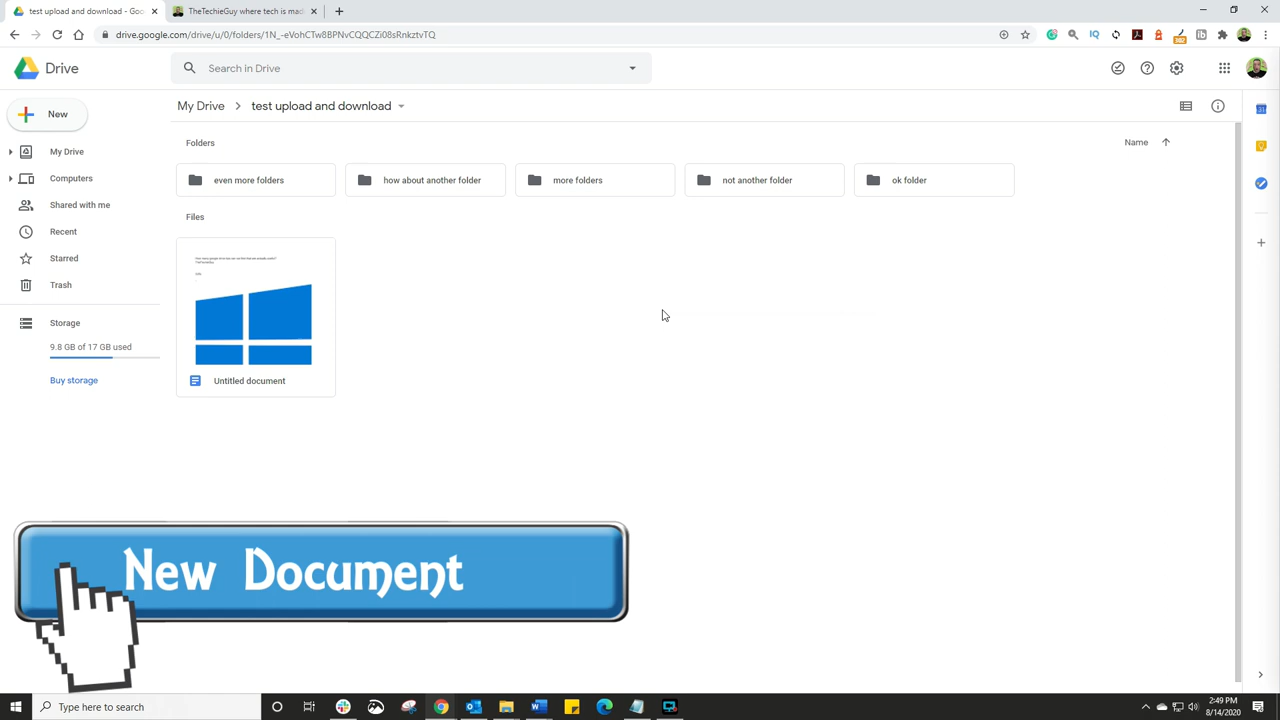 test upload and download - Goo
TheTechieGuy where tech is mad
drive.google.com/drive/u/0/folders/1N_-eVohCTw8BPNvCQQCZi08sRnkztvTQ
IQ
382
Drive
Search in Drive
New
My Drive
Computers
Shared with me
Recent
Starred
Trash
Storage
9.8 GB of 17 GB used
Buy storage
My Drive
test upload and download
Folders
Name
even more folders
how about another folder
more folders
not another folder
ok folder
Files
Untitled document
New Document
Type here to search
2:49 PM
8/14/2020